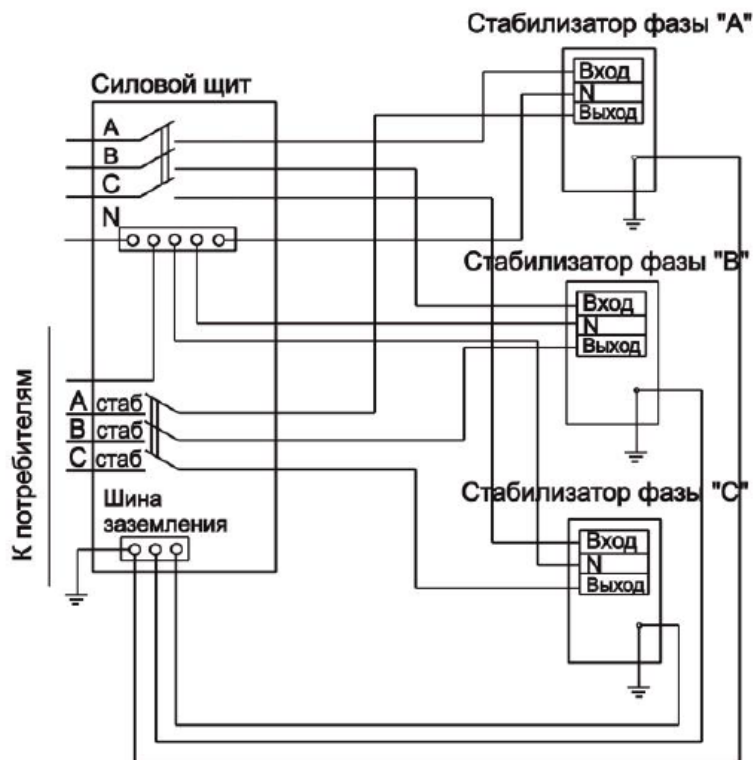 Стабилизатор фазы "А"
Силовой щит
Вход
N
Выход
А
В
С
N
Стабилизатор фазы "В"
Вход
N
Выход
К потребителям
А стаб
В стаб
С стаб
Стабилизатор фазы "С"
Шина
заземления
Вход
N
Выход